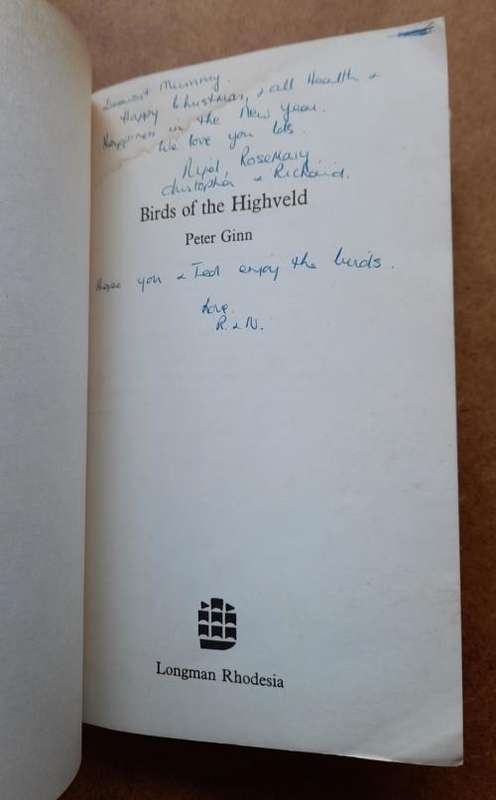 Dearest Mummy.
Happy Christmas, & all Health &
Happiness in the New Year.
We love you lots
Nigel, Rosemary
Christopher & Richard.
Birds of the Highveld
Peter Ginn
Hope you & Ted enjoy the birds.
Love
R. & N.
Longman Rhodesia